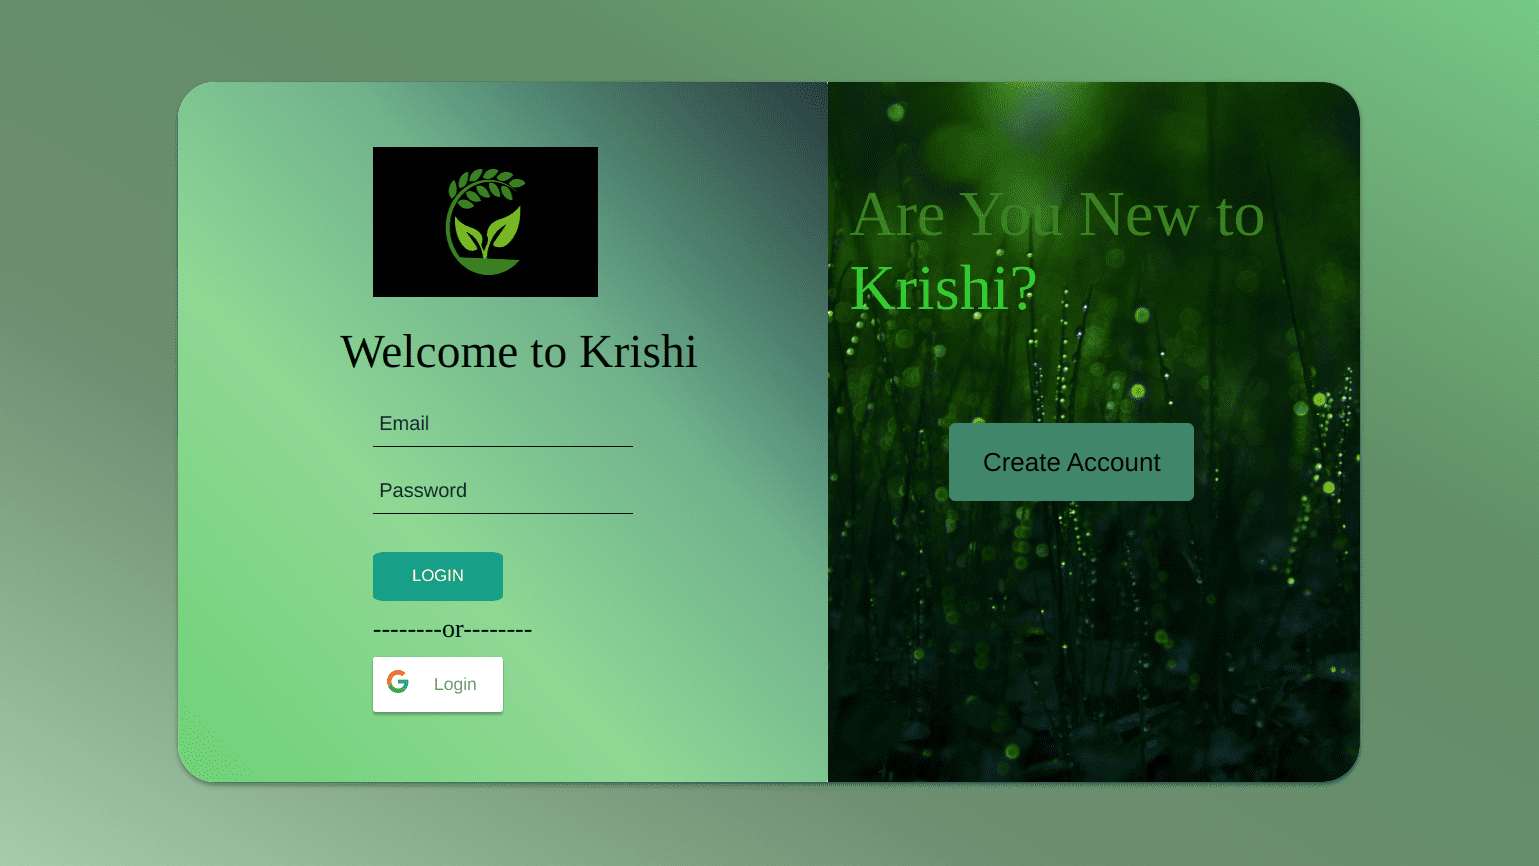 Welcome to Krishi
Email
Password
LOGIN
--------or--------
Login
Are You New to
Krishi?
Create Account